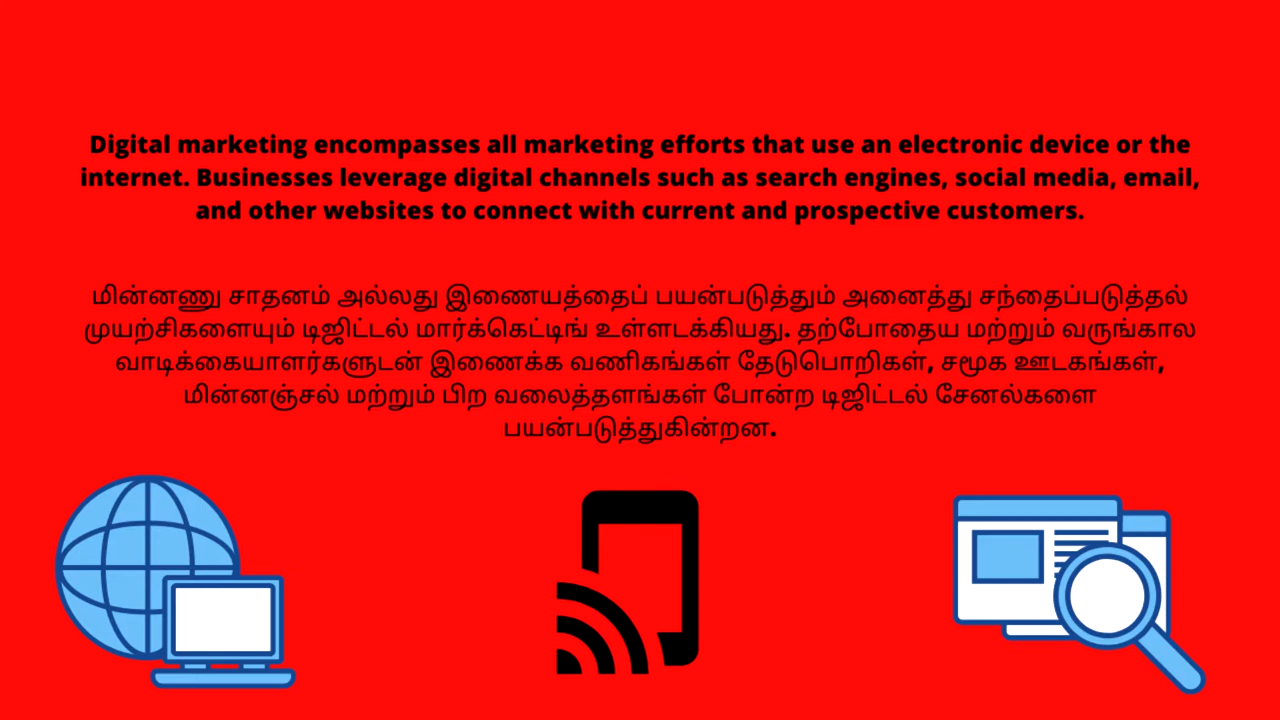 Digital marketing encompasses all marketing efforts that use an electronic device or the
internet. Businesses leverage digital channels such as search engines, social media, email,
and other websites to connect with current and prospective customers.
மின்னணு சாதனம் அல்லது இணையத்தைப் பயன்படுத்தும் அனைத்து சந்தைப்படுத்தல்
முயற்சிகளையும் டிஜிட்டல் மார்க்கெட்டிங் உள்ளடக்கியது. தற்போதைய மற்றும் வருங்கால
வாடிக்கையாளர்களுடன் இணைக்க வணிகங்கள் தேடுபொறிகள், சமூக ஊடகங்கள்,
மின்னஞ்சல் மற்றும் பிற வலைத்தளங்கள் போன்ற டிஜிட்டல் சேனல்களை
பயன்படுத்துகின்றன.